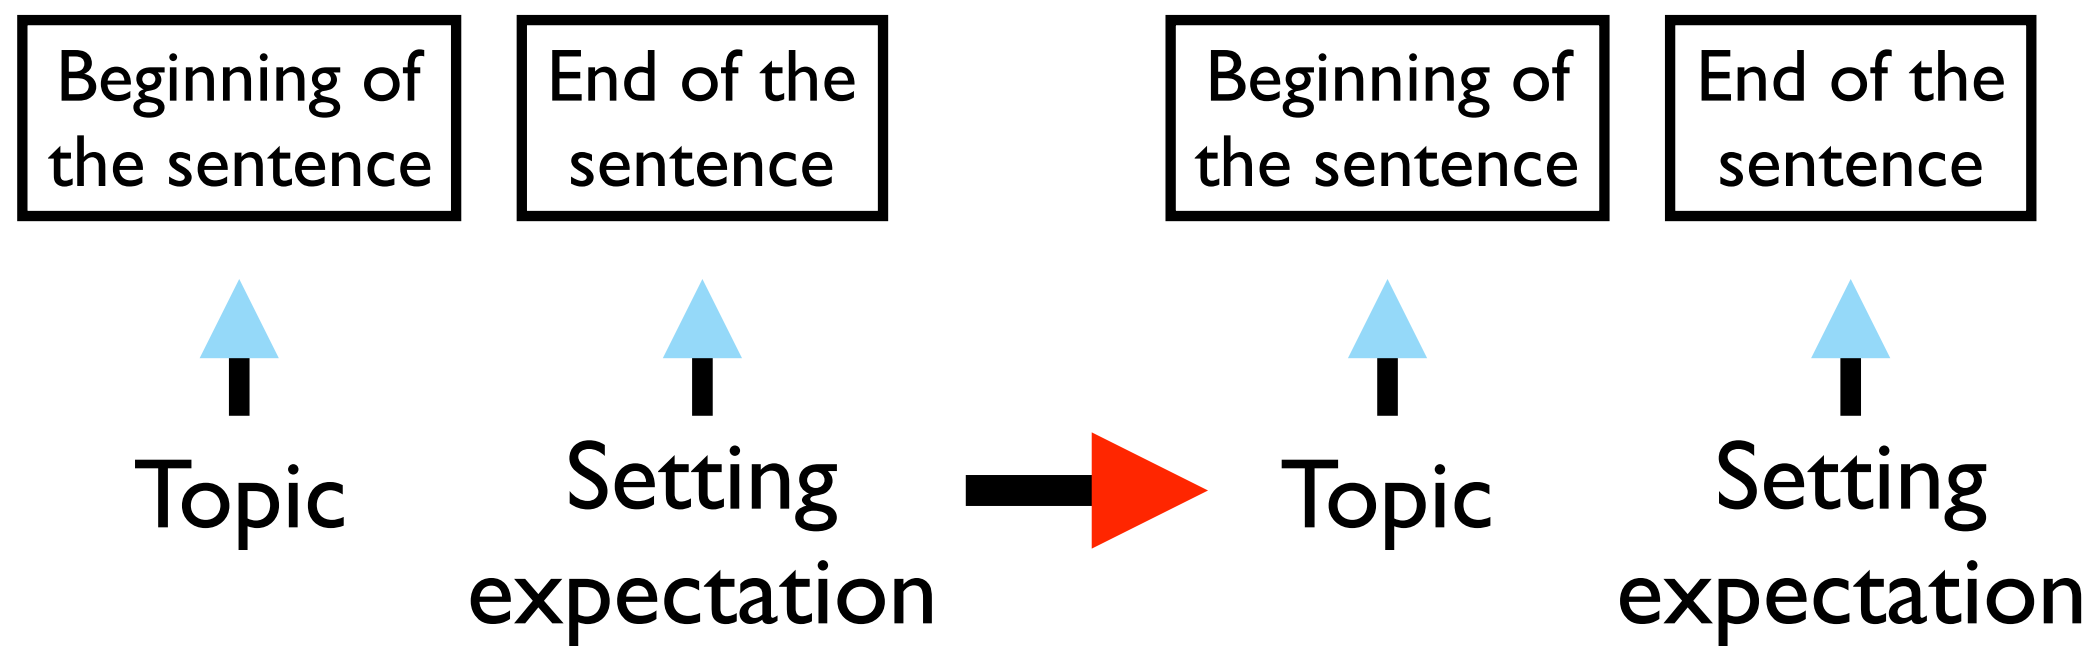 Beginning of
the sentence
End of the
sentence
Beginning of
the sentence
End of the
sentence
Topic
Setting
expectation
Topic
Setting
expectation